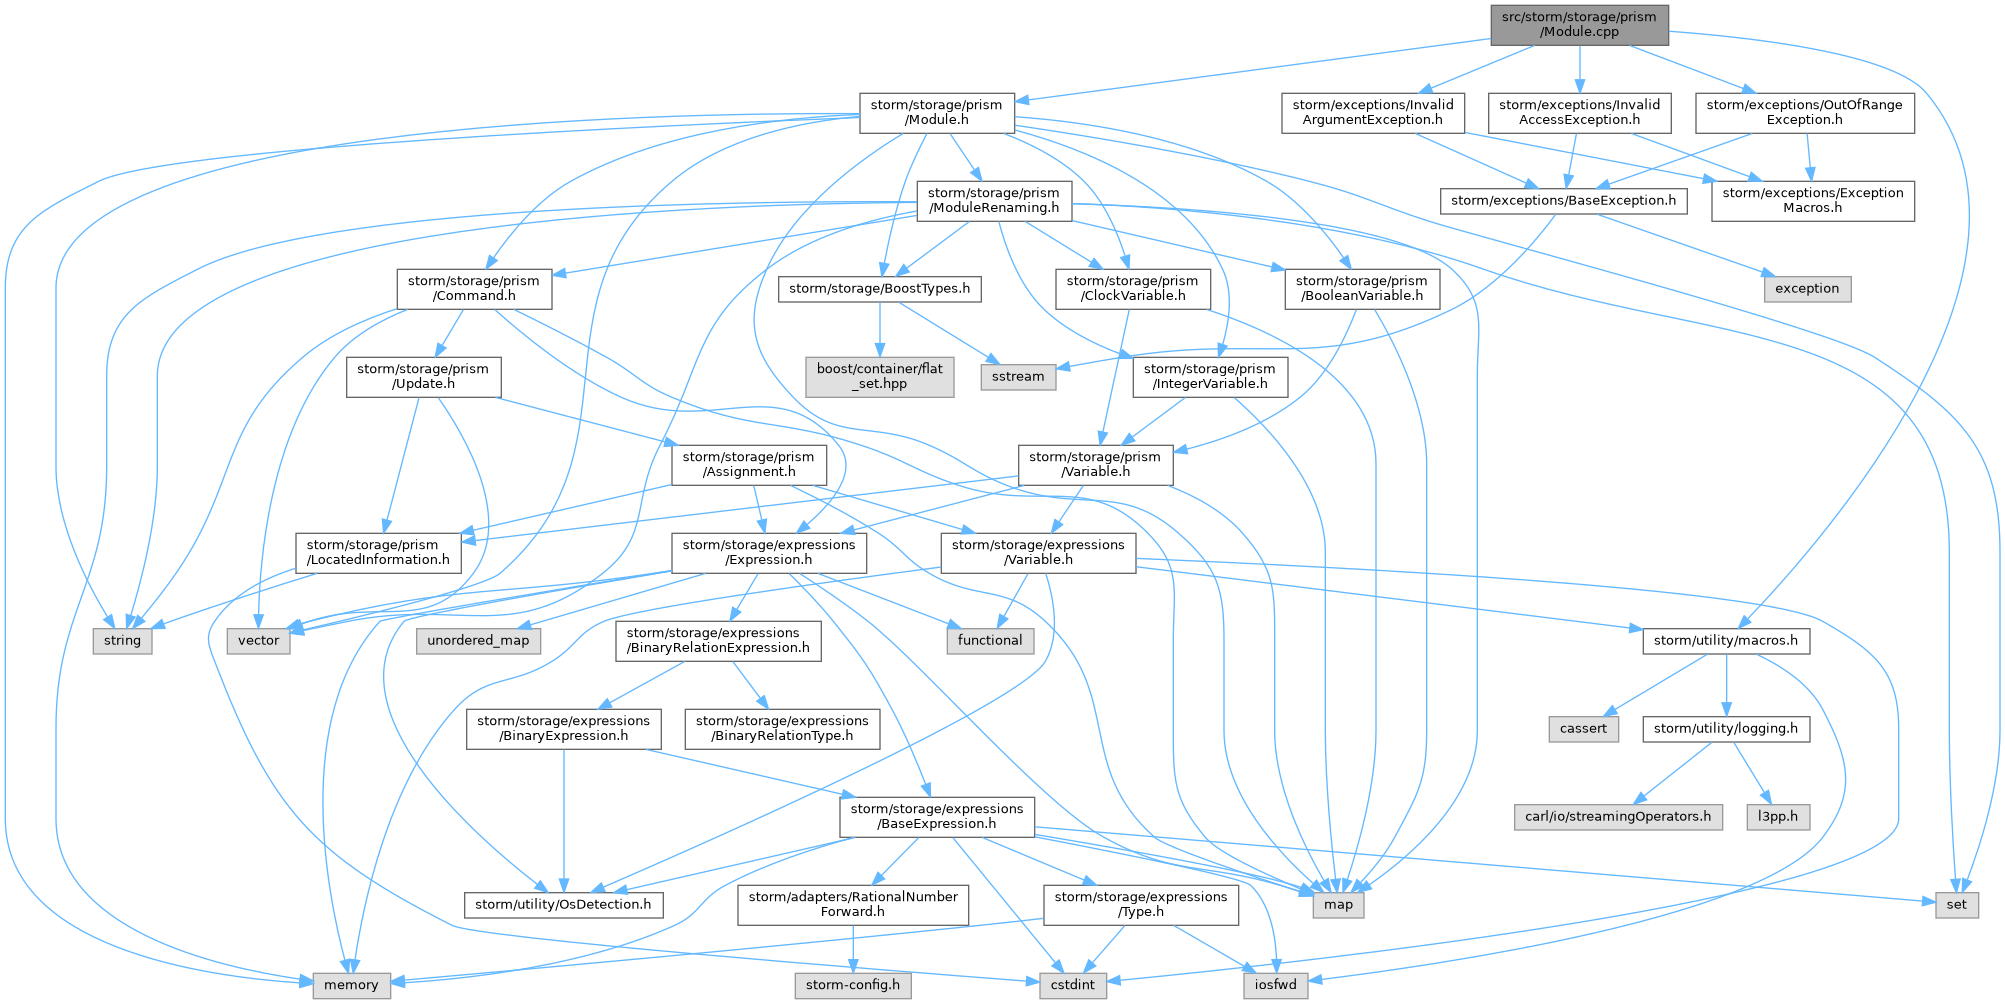 src/storm/storage/prism
/Module.cpp
storm/storage/prism
/Module.h
storm/exceptions/Invalid
ArgumentException.h
storm/exceptions/Invalid
AccessException.h
storm/exceptions/OutOfRange
Exception.h
storm/storage/prism
/ModuleRenaming.h
storm/exceptions/BaseException.h
storm/exceptions/Exception
Macros.h
storm/storage/prism
/Command.h
storm/storage/BoostTypes.h
storm/storage/prism
/ClockVariable.h
storm/storage/prism
/BooleanVariable.h
exception
storm/storage/prism
/Update.h
boost/container/flat
_set.hpp
sstream
storm/storage/prism
/IntegerVariable.h
storm/storage/prism
/Assignment.h
storm/storage/prism
/Variable.h
storm/storage/prism
/LocatedInformation.h
storm/storage/expressions
/Expression.h
storm/storage/expressions
/Variable.h
string
vector
unordered_map
storm/storage/expressions
/BinaryRelationExpression.h
functional
storm/utility/macros.h
storm/storage/expressions
/BinaryExpression.h
storm/storage/expressions
/BinaryRelationType.h
cassert
storm/utility/logging.h
storm/storage/expressions
/BaseExpression.h
carl/io/streamingOperators.h
l3pp.h
storm/utility/OsDetection.h
storm/adapters/RationalNumber
Forward.h
storm/storage/expressions
/Type.h
map
set
memory
storm-config.h
cstdint
iosfwd